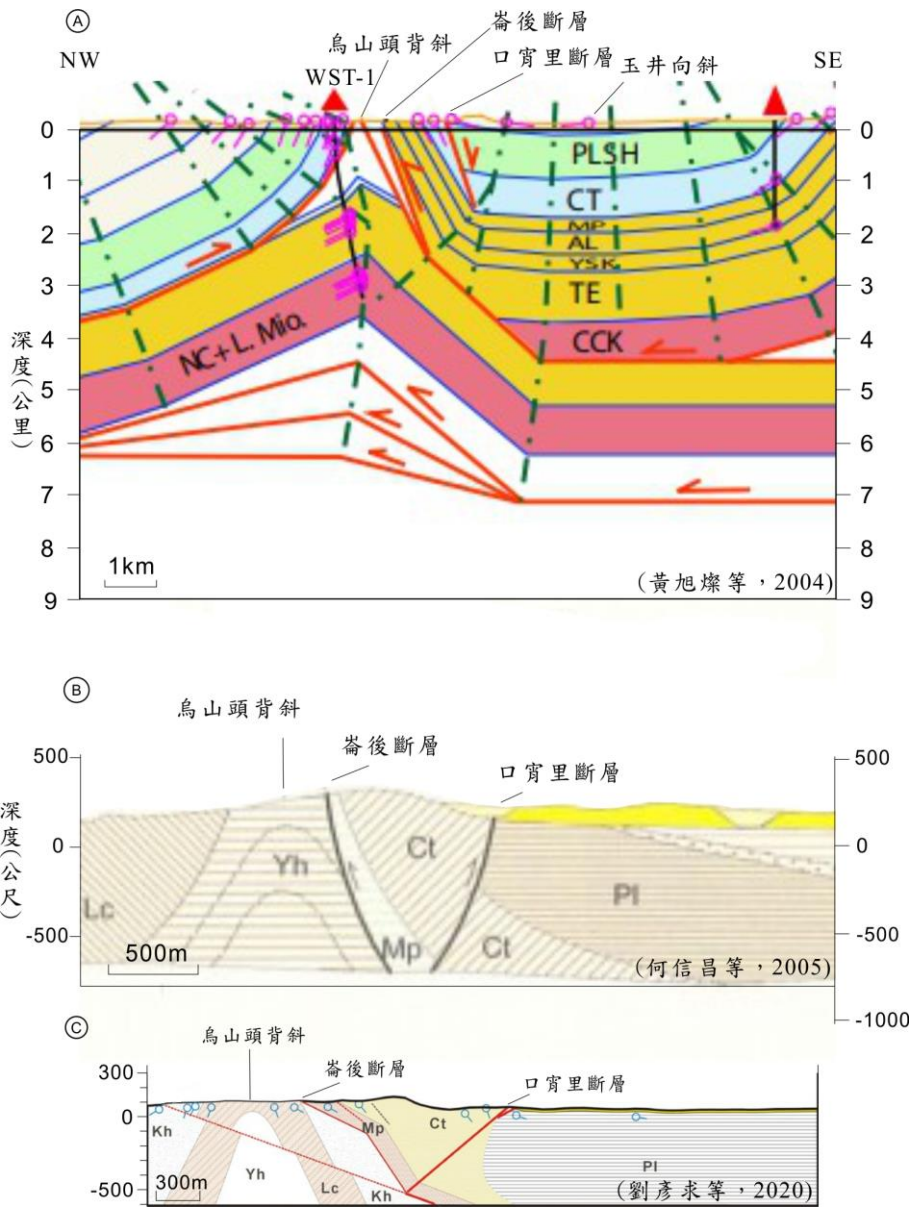 A
崙後斷層
烏山頭背斜
口宵里斷層
玉井向斜
NW
WST-1
SE
0
1
2
3
4
5
6
7
8
9
深度(公里)
PLSH
CT
MP
AL
YSK
TE
CCK
NC+L. Mio.
0
1
2
3
4
5
6
7
8
9
1km
(黃旭燦等，2004)
B
烏山頭背斜
崙後斷層
口宵里斷層
500
0
-500
深度(公尺)
500
0
-500
-1000
Lc
Yh
Mp
Ct
Ct
Pl
500m
(何信昌等，2005)
C
烏山頭背斜
崙後斷層
口宵里斷層
300
0
-500
Kh
Yh
Lc
Kh
Mp
Ct
Pl
300m
(劉彥求等，2020)